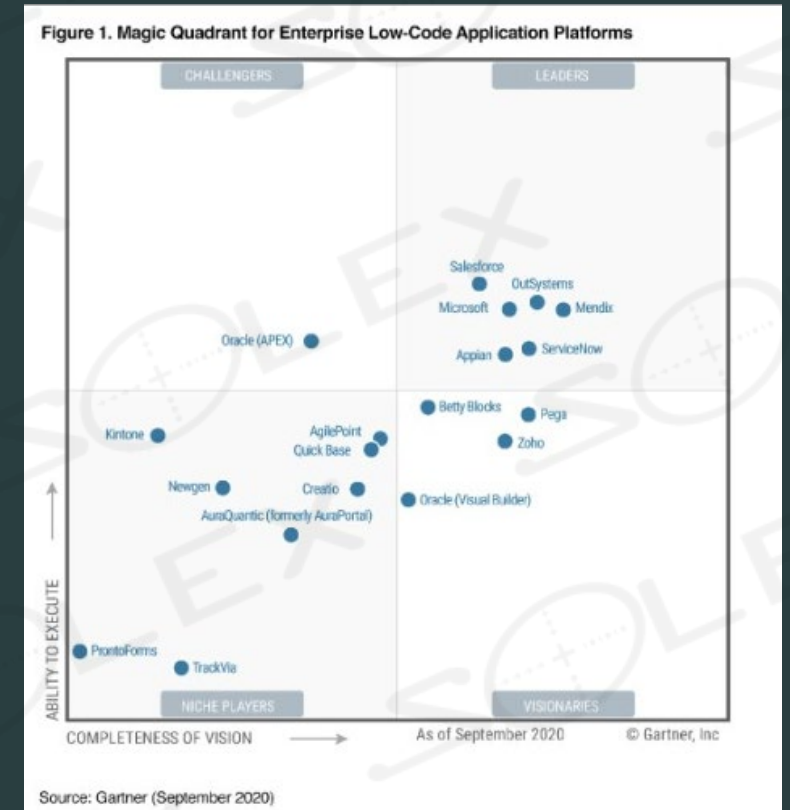 Figure 1. Magic Quadrant for Enterprise Low-Code Application Platforms
CHALLENGERS
LEADERS
Salesforce
OutSystems
Microsoft
Mendix
Oracle (APEX)
Appian
ServiceNow
Betty Blocks
Pega
Kintone
AgilePoint
Quick Base
Zoho
Newgen
Creatio
Oracle (Visual Builder)
AuraQuantic (formerly AuraPortal)
ProntoForms
TrackVia
NICHE PLAYERS
VISIONARIES
ABILITY TO EXECUTE
COMPLETENESS OF VISION
As of September 2020
© Gartner, Inc
Source: Gartner (September 2020)
SOLEX